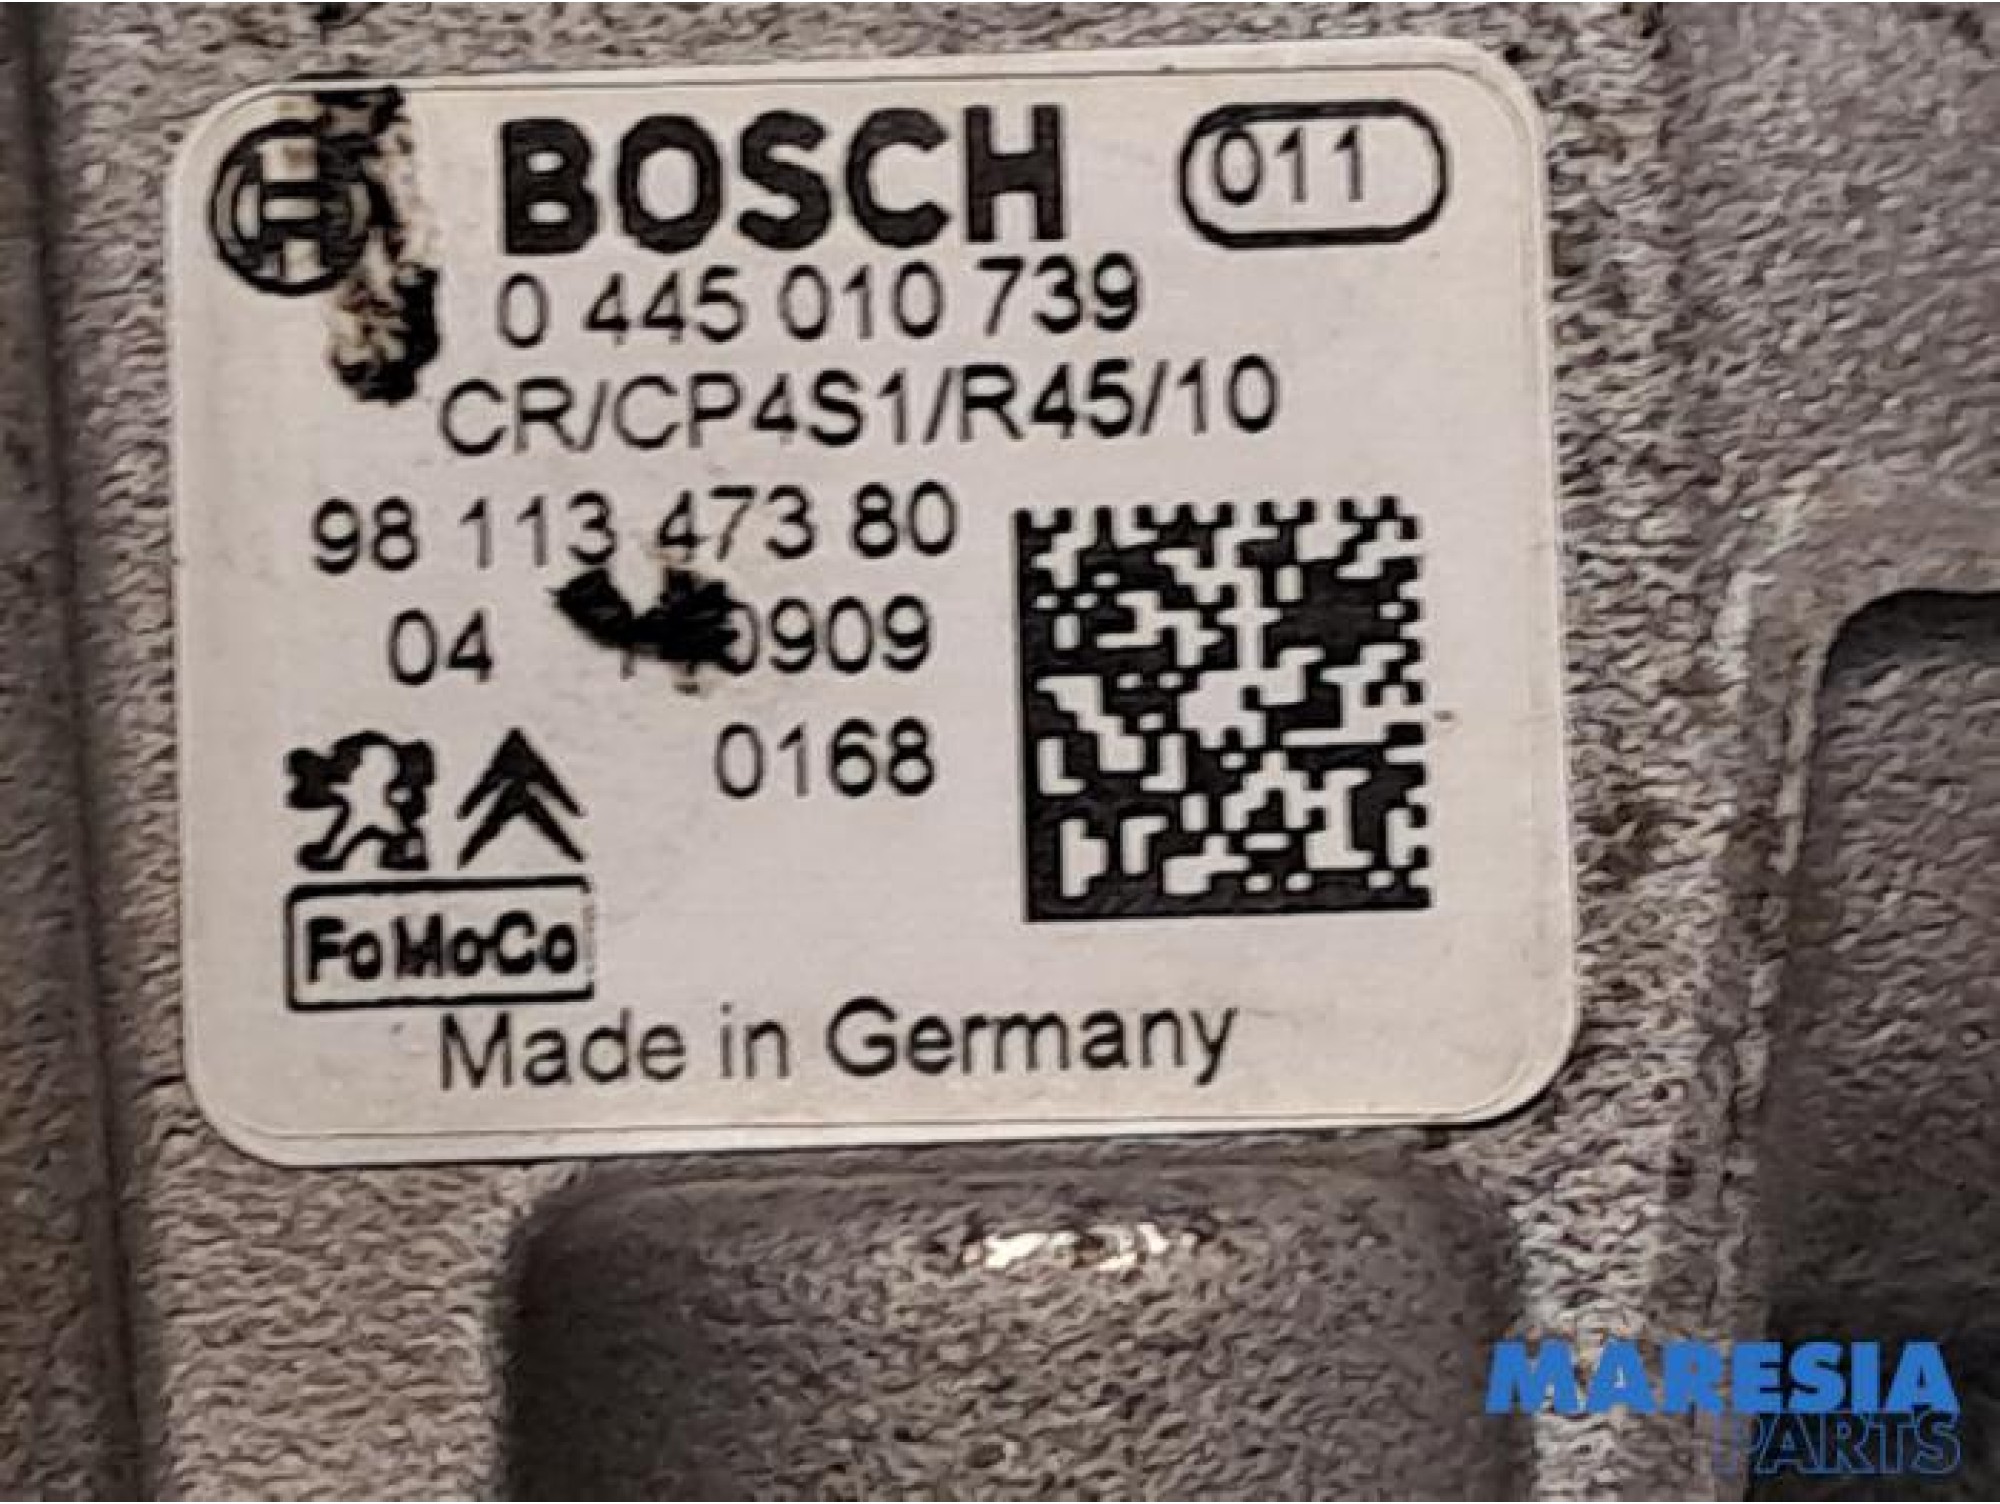 BOSCH 011
0 445 010 739
CR/CP4S1/R45/10
98 113 473 80
04
0168
FoMoCo
Made in Germany
MARESIA
PARTS